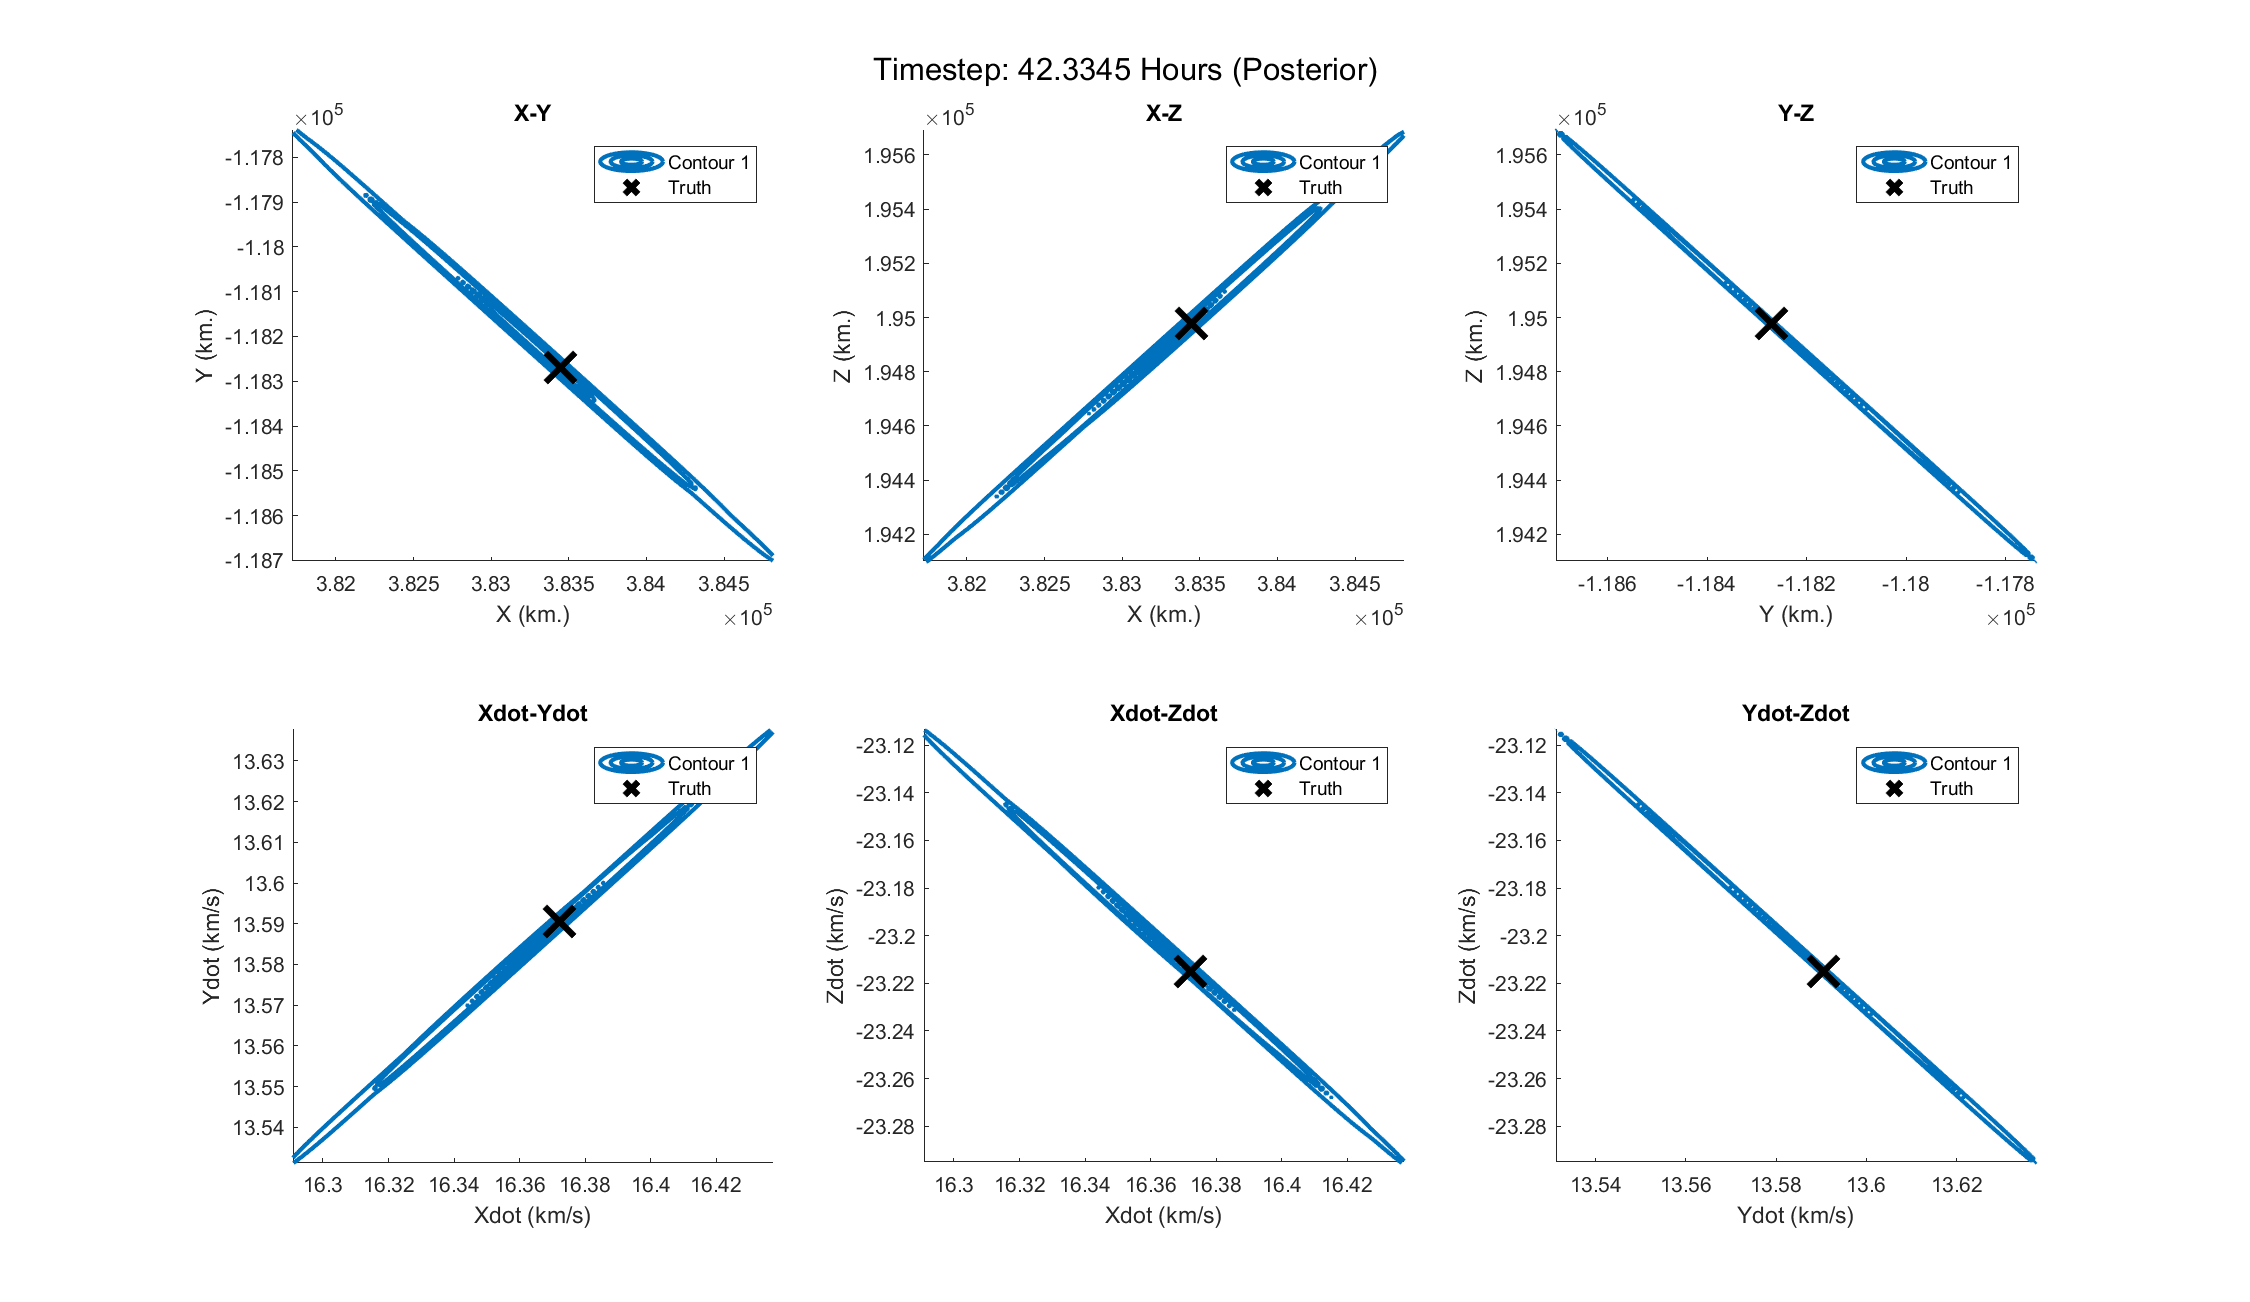 Timestep: 42.3345 Hours (Posterior)
X-Y
×10^5
-1.178
-1.179
-1.18
-1.181
-1.182
-1.183
-1.184
-1.185
-1.186
-1.187
Y (km.)
Contour 1
Truth
3.82 3.825 3.83 3.835 3.84 3.845
X (km.)
×10^5
X-Z
×10^5
1.956
1.954
1.952
1.95
1.948
1.946
1.944
1.942
Z (km.)
Contour 1
Truth
3.82 3.825 3.83 3.835 3.84 3.845
X (km.)
×10^5
Y-Z
×10^5
1.956
1.954
1.952
1.95
1.948
1.946
1.944
1.942
Z (km.)
Contour 1
Truth
-1.186 -1.184 -1.182 -1.18 -1.178
Y (km.)
×10^5
Xdot-Ydot
13.63
13.62
13.61
13.6
13.59
13.58
13.57
13.56
13.55
13.54
Ydot (km/s)
Contour 1
Truth
16.3 16.32 16.34 16.36 16.38 16.4 16.42
Xdot (km/s)
Xdot-Zdot
-23.12
-23.14
-23.16
-23.18
-23.2
-23.22
-23.24
-23.26
-23.28
Zdot (km/s)
Contour 1
Truth
16.3 16.32 16.34 16.36 16.38 16.4 16.42
Xdot (km/s)
Ydot-Zdot
-23.12
-23.14
-23.16
-23.18
-23.2
-23.22
-23.24
-23.26
-23.28
Zdot (km/s)
Contour 1
Truth
13.54 13.56 13.58 13.6 13.62
Ydot (km/s)